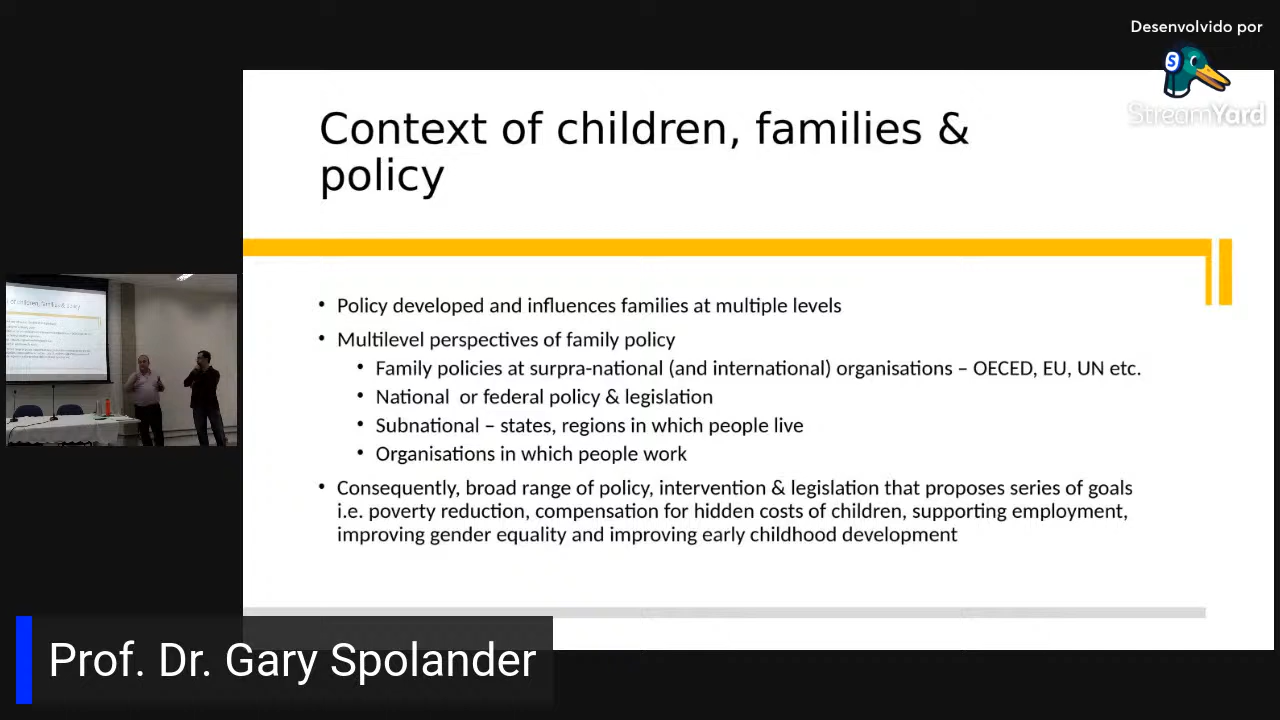 Desenvolvido por
StreamYard
Context of children, families &
policy
• Policy developed and influences families at multiple levels
• Multilevel perspectives of family policy
• Family policies at surpra-national (and international) organisations – OECED, EU, UN etc.
• National or federal policy & legislation
• Subnational – states, regions in which people live
• Organisations in which people work
• Consequently, broad range of policy, intervention & legislation that proposes series of goals
i.e. poverty reduction, compensation for hidden costs of children, supporting employment,
improving gender equality and improving early childhood development
Prof. Dr. Gary Spolander